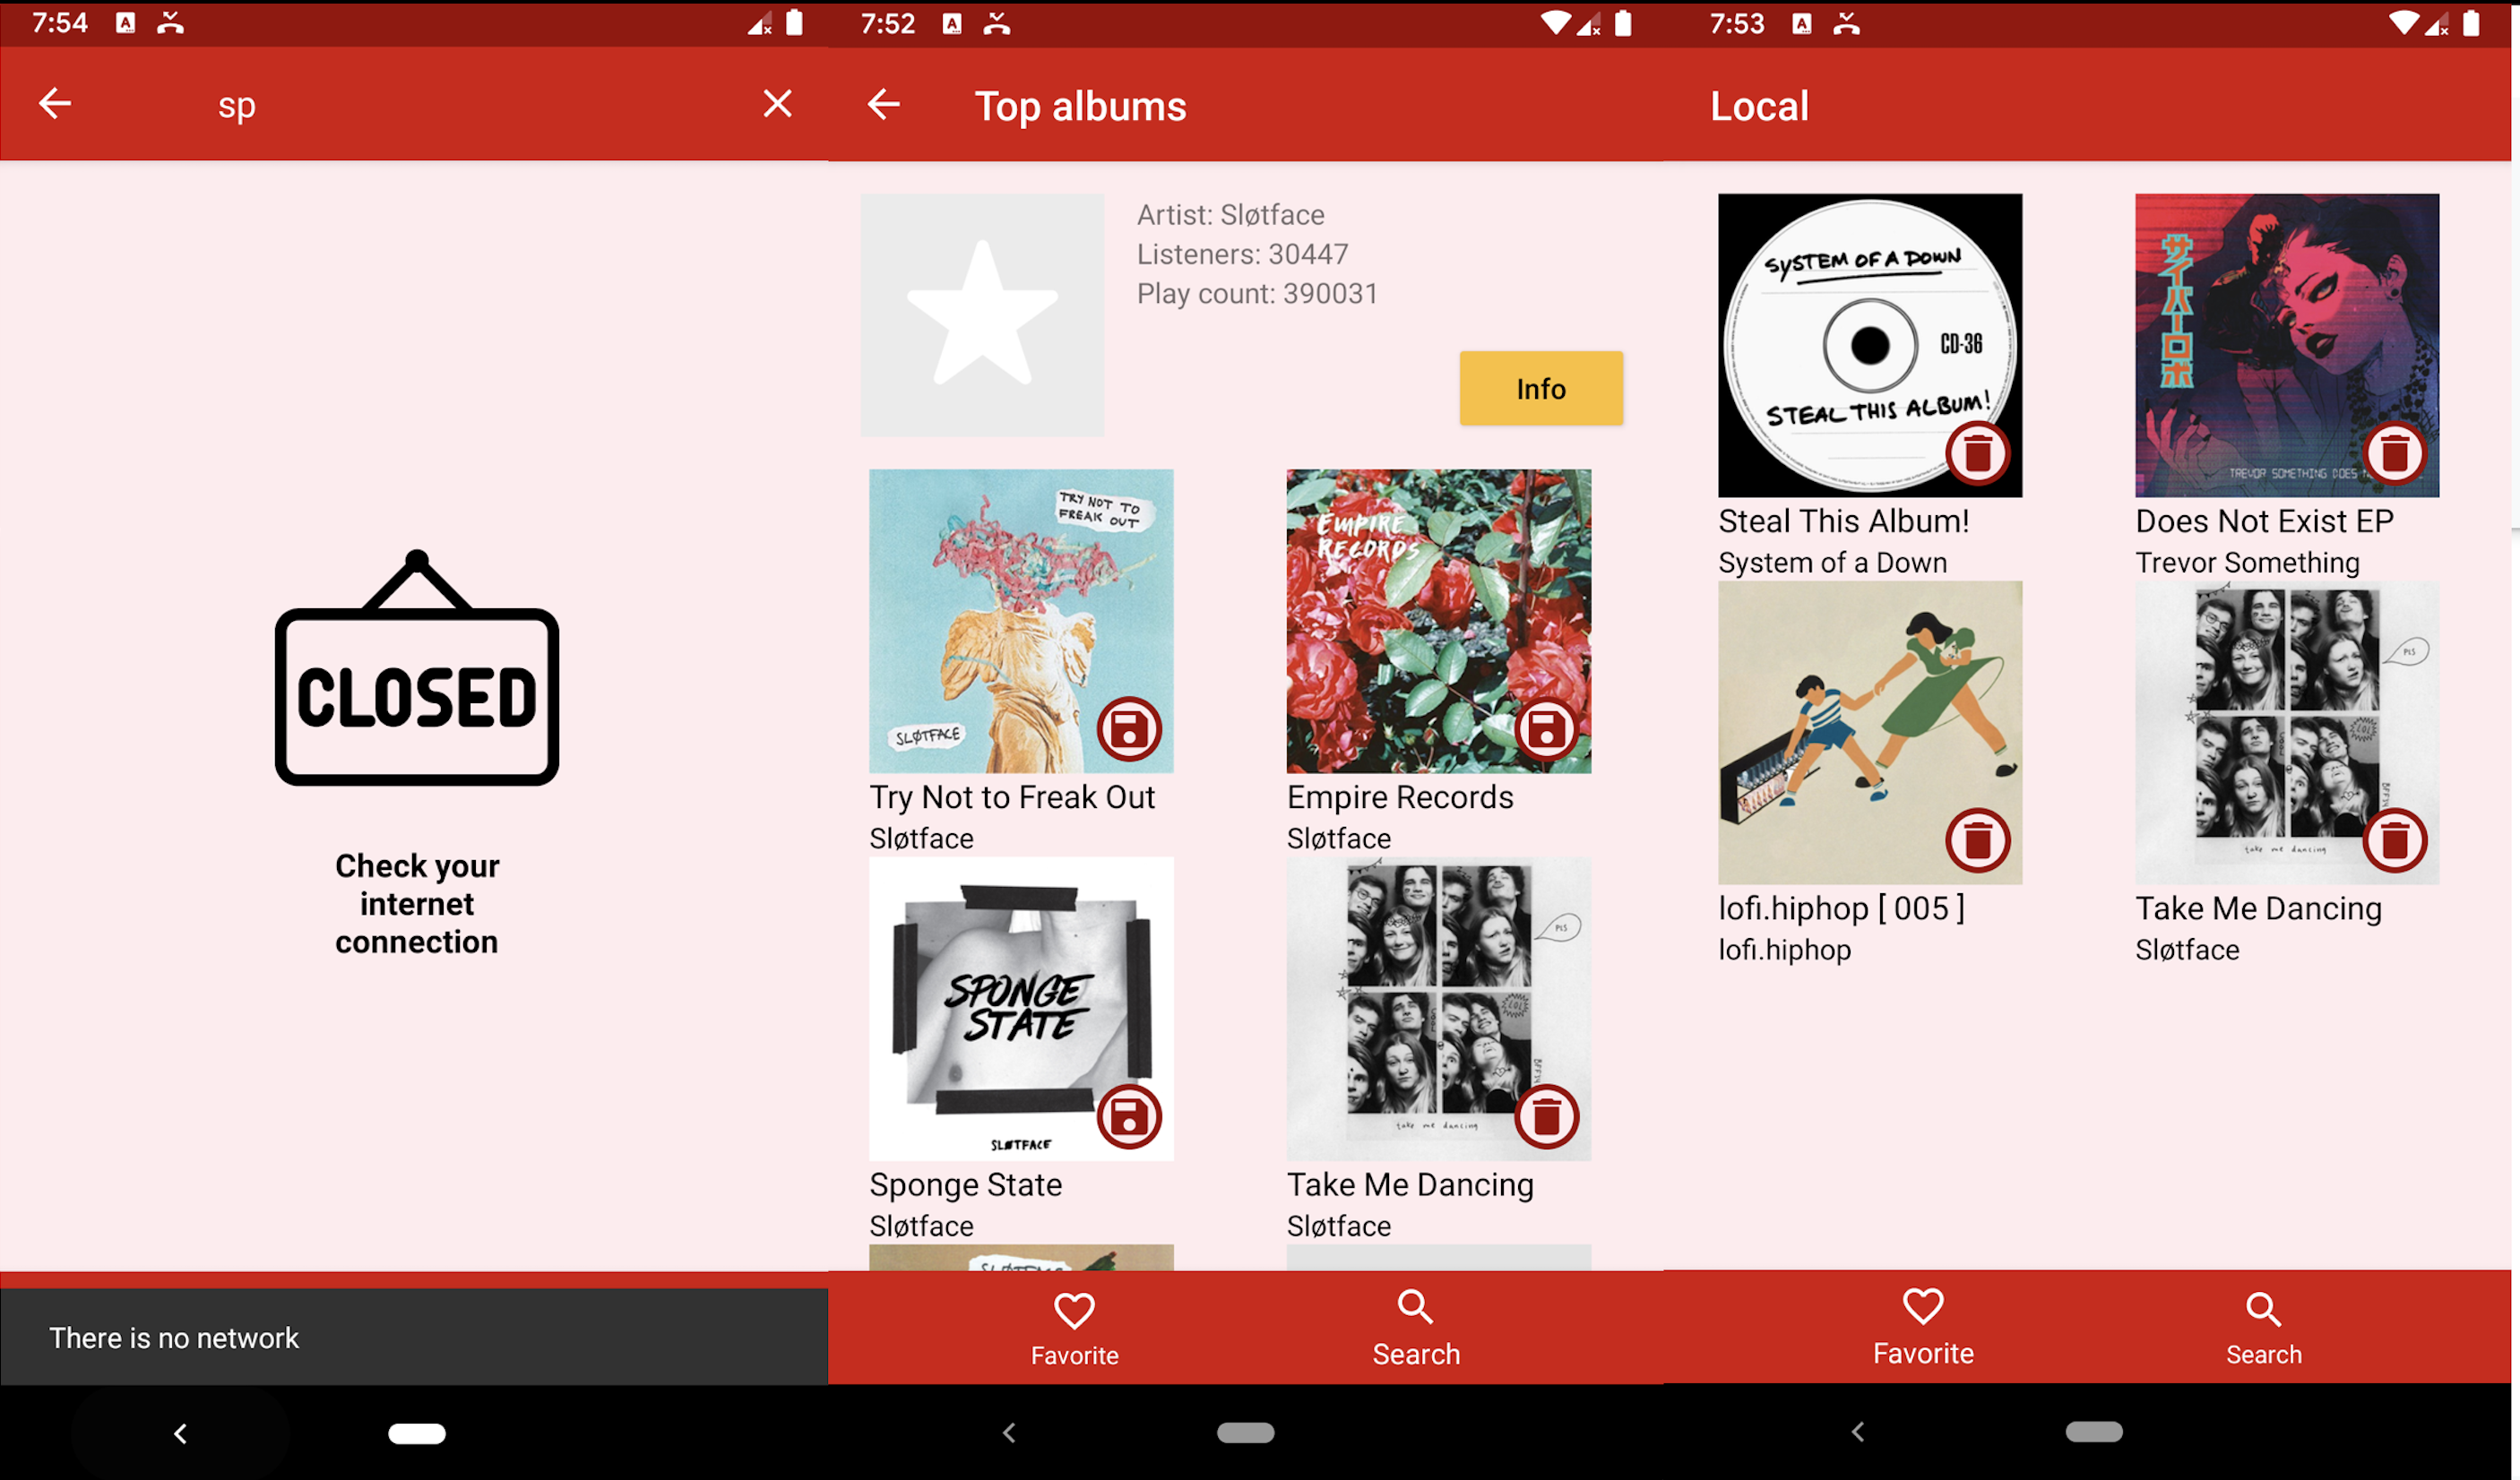 7:54
sp
CLOSED
Check your
internet
connection
There is no network
7:52
Top albums
Artist: Sløtface
Listeners: 30447
Play count: 390031
Info
TRY NOT TO
FREAK OUT
SLØTFACE
Try Not to Freak Out
Sløtface
EMPIRE
RECORDS
Empire Records
Sløtface
SPONGE
STATE
SLØTFACE
Sponge State
Sløtface
PLS
LOL!
take me dancing
Take Me Dancing
Sløtface
Favorite
Search
7:53
Local
SYSTEM OF A DOWN
CD-36
STEAL THIS ALBUM!
Steal This Album!
System of a Down
サイバーロボ
TREVOR SOMETHING DOES
Does Not Exist EP
Trevor Something
lofi.hiphop [ 005 ]
lofi.hiphop
PLS
take me dancing
Take Me Dancing
Sløtface
Favorite
Search